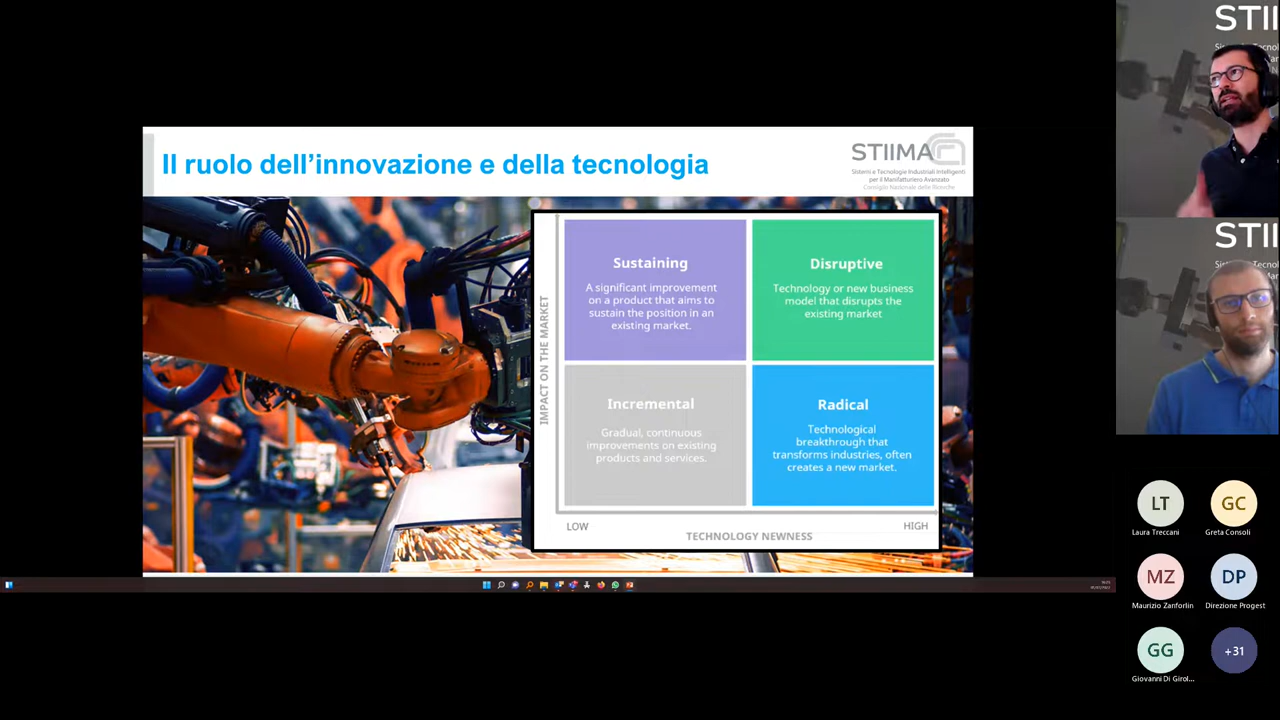 Il ruolo dell'innovazione e della tecnologia
STIIMA
Sistemi e Tecnologie Industriali Intelligenti
per il Manifatturiero Avanzato
Consiglio Nazionale delle Ricerche
IMPACT ON THE MARKET
Sustaining
A significant improvement
on a product that aims to
sustain the position in an
existing market.
Disruptive
Technology or new business
model that disrupts the
existing market
Incremental
Gradual, continuous
improvements on existing
products and services.
Radical
Technological
breakthrough that
transforms industries, often
creates a new market.
LOW
HIGH
TECHNOLOGY NEWNESS
STII
STII
LT
Laura Treccani
GC
Greta Consoli
MZ
Maurizio Zanforlin
DP
Direzione Progest
GG
Giovanni Di Girol...
+31